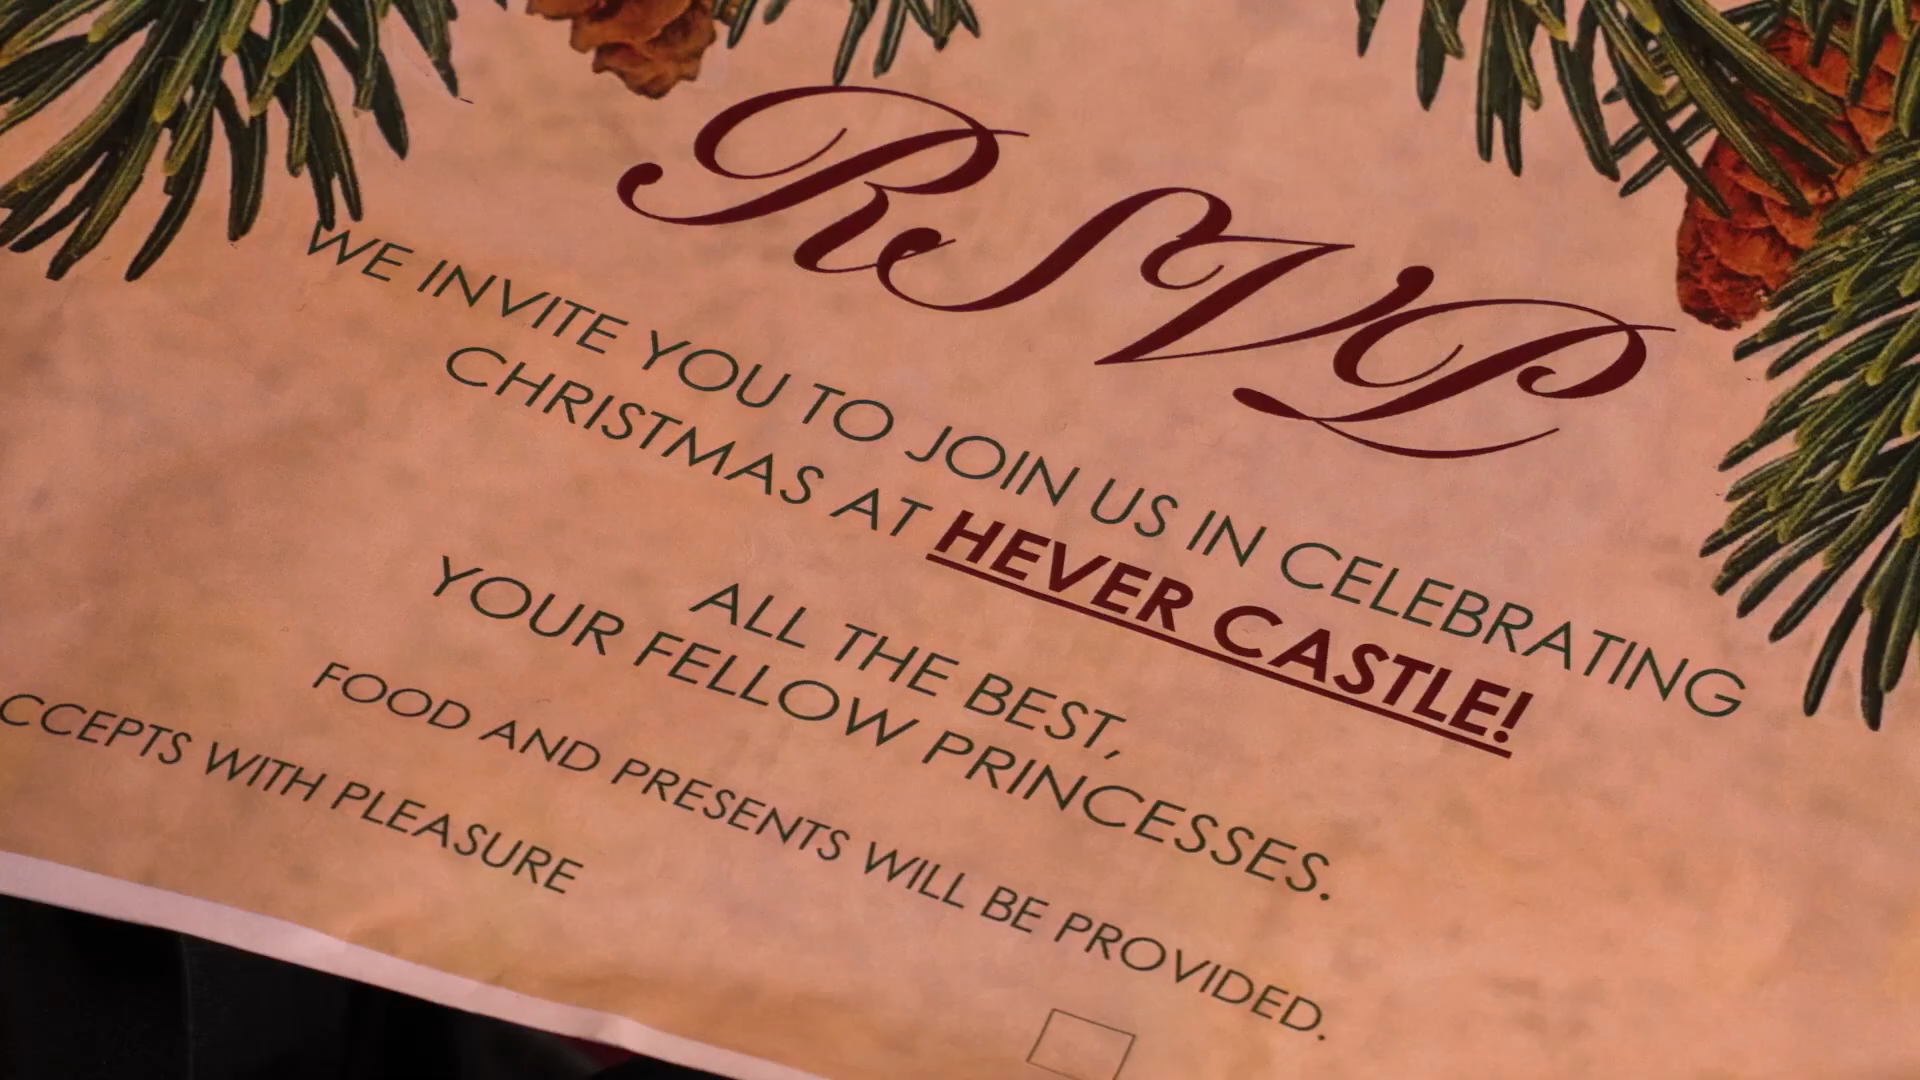 RSVP
WE INVITE YOU TO JOIN US IN CELEBRATING
CHRISTMAS AT HEVER CASTLE!
ALL THE BEST,
YOUR FELLOW PRINCESSES.
FOOD AND PRESENTS WILL BE PROVIDED.
CCEPTS WITH PLEASURE